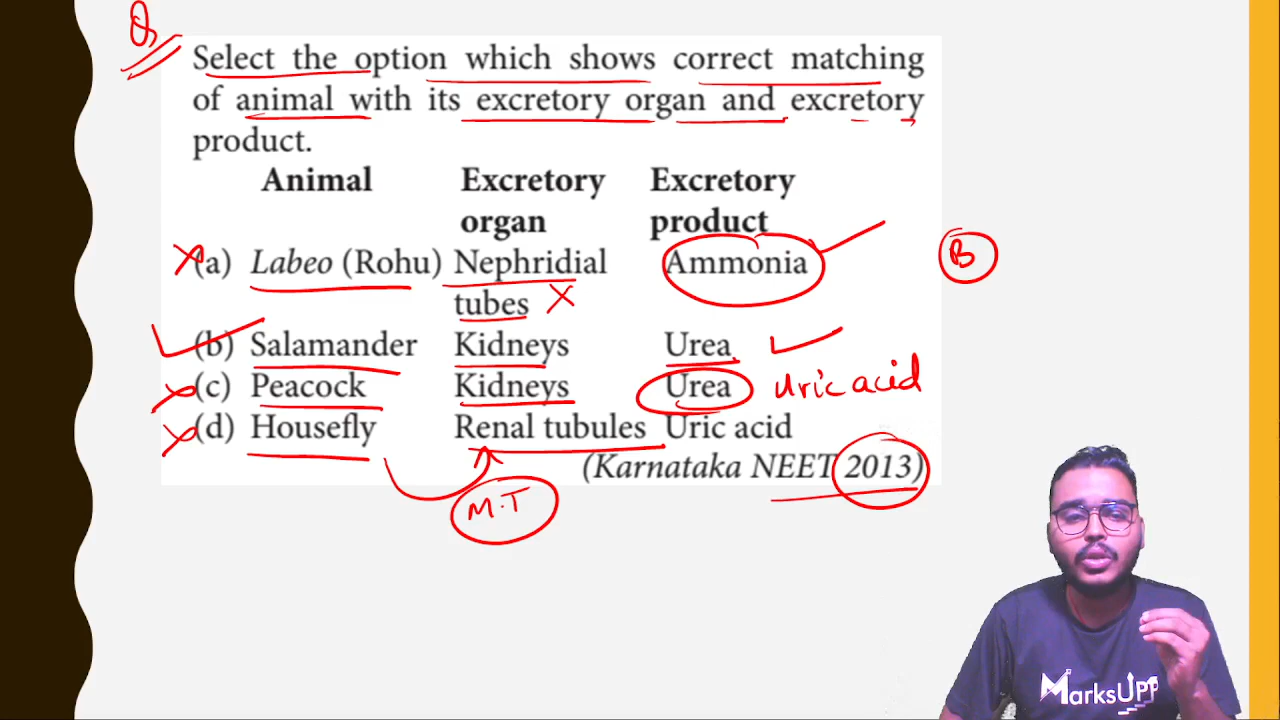 Q
Select the option which shows correct matching
of animal with its excretory organ and excretory
product.
Animal Excretory Excretory
organ product
(a) Labeo (Rohu) Nephridial Ammonia
tubes
B
(b) Salamander Kidneys Urea
(c) Peacock Kidneys Urea Uric acid
(d) Housefly Renal tubules Uric acid
(Karnataka NEET 2013)
M.T
MarksUPP